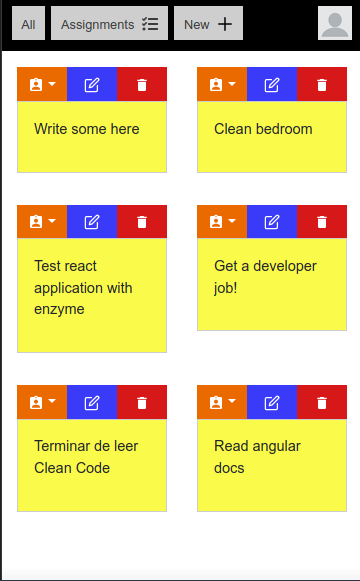 All
Assignments
New
Write some here
Clean bedroom
Test react
application with
enzyme
Get a developer
job!
Terminar de leer
Clean Code
Read angular
docs